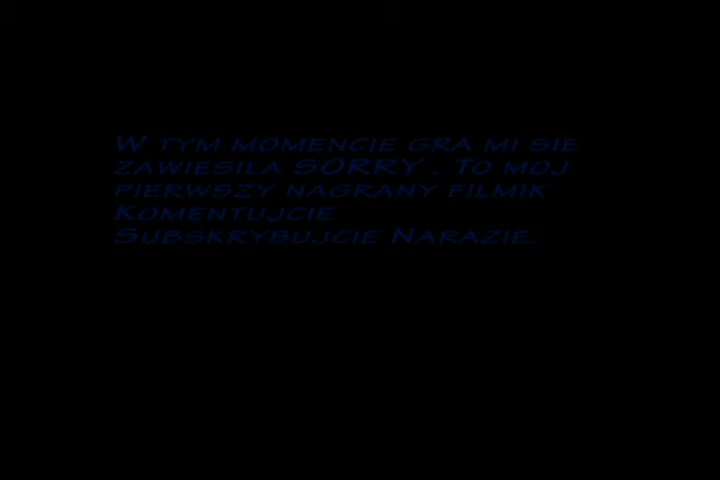 W TYM MOMENCIE GRA MI SIE
ZAWIESILA SORRY . TO MOJ
PIERWSZY NAGRANY FILMIK
KOMENTUJCIE
SUBSKRYBUJCIE NARAZIE.